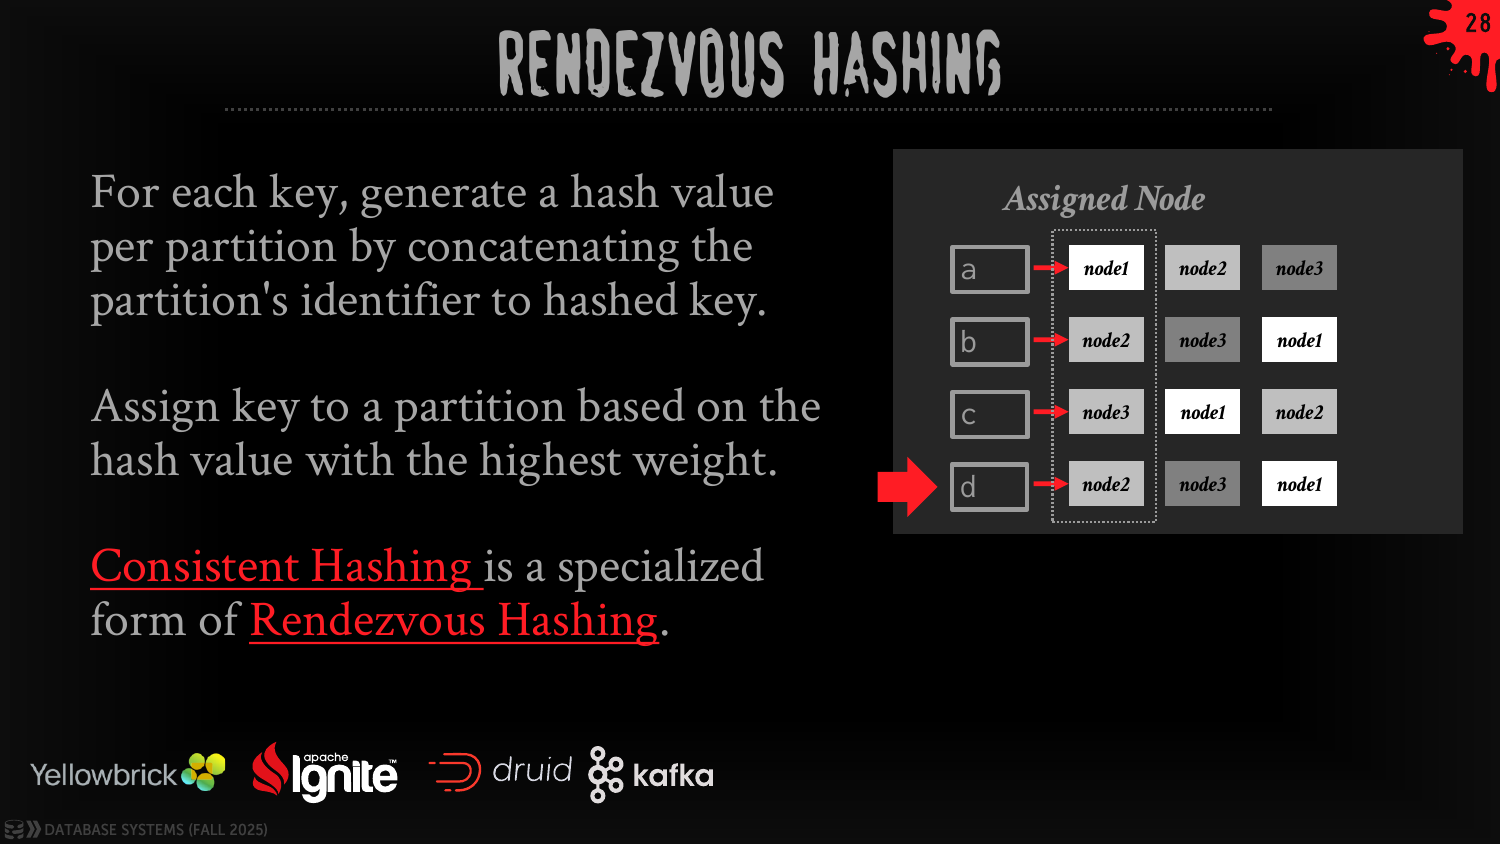 28
RENDEZVOUS HASHING
For each key, generate a hash value
per partition by concatenating the
partition's identifier to hashed key.
Assign key to a partition based on the
hash value with the highest weight.
Consistent Hashing is a specialized
form of Rendezvous Hashing.
Assigned Node
a node1 node2 node3
b node2 node3 node1
c node3 node1 node2
d node2 node3 node1
Yellowbrick
apache
Ignite™
druid
kafka
DATABASE SYSTEMS (FALL 2025)